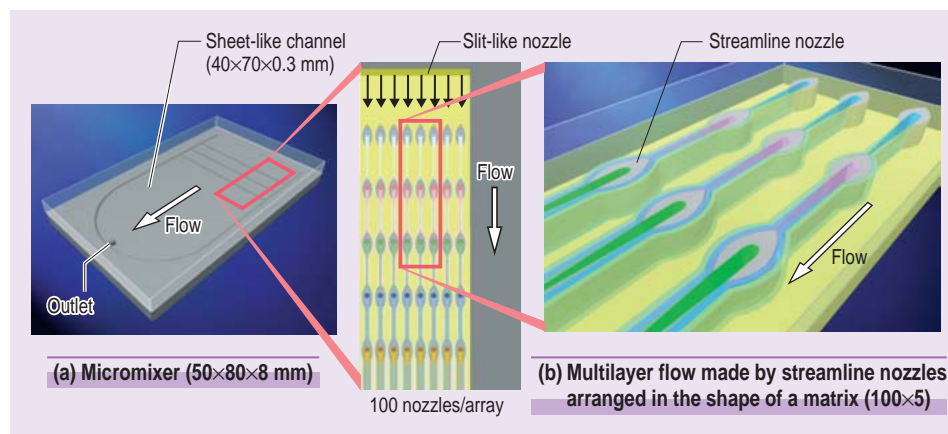 Sheet-like channel
(40×70×0.3 mm)
Slit-like nozzle
Streamline nozzle
Flow
Flow
Flow
Outlet
(a) Micromixer (50×80×8 mm)
100 nozzles/array
(b) Multilayer flow made by streamline nozzles
arranged in the shape of a matrix (100×5)